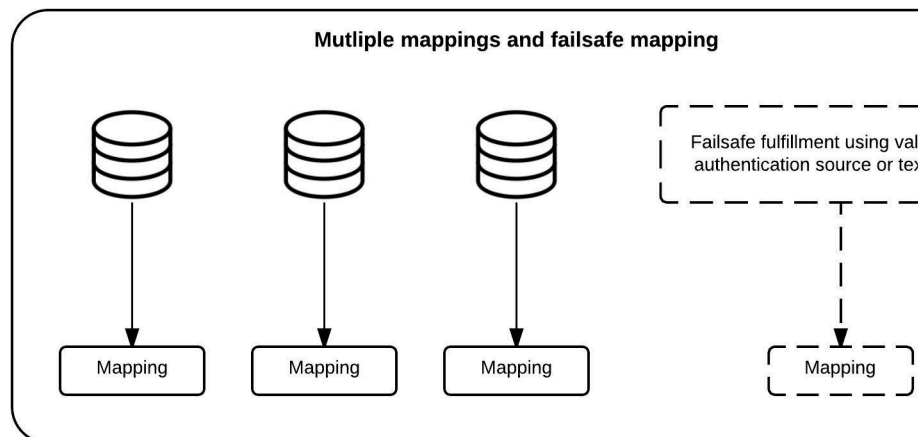 Mutliple mappings and failsafe mapping
Failsafe fulfillment using val
authentication source or tex
Mapping
Mapping
Mapping
Mapping